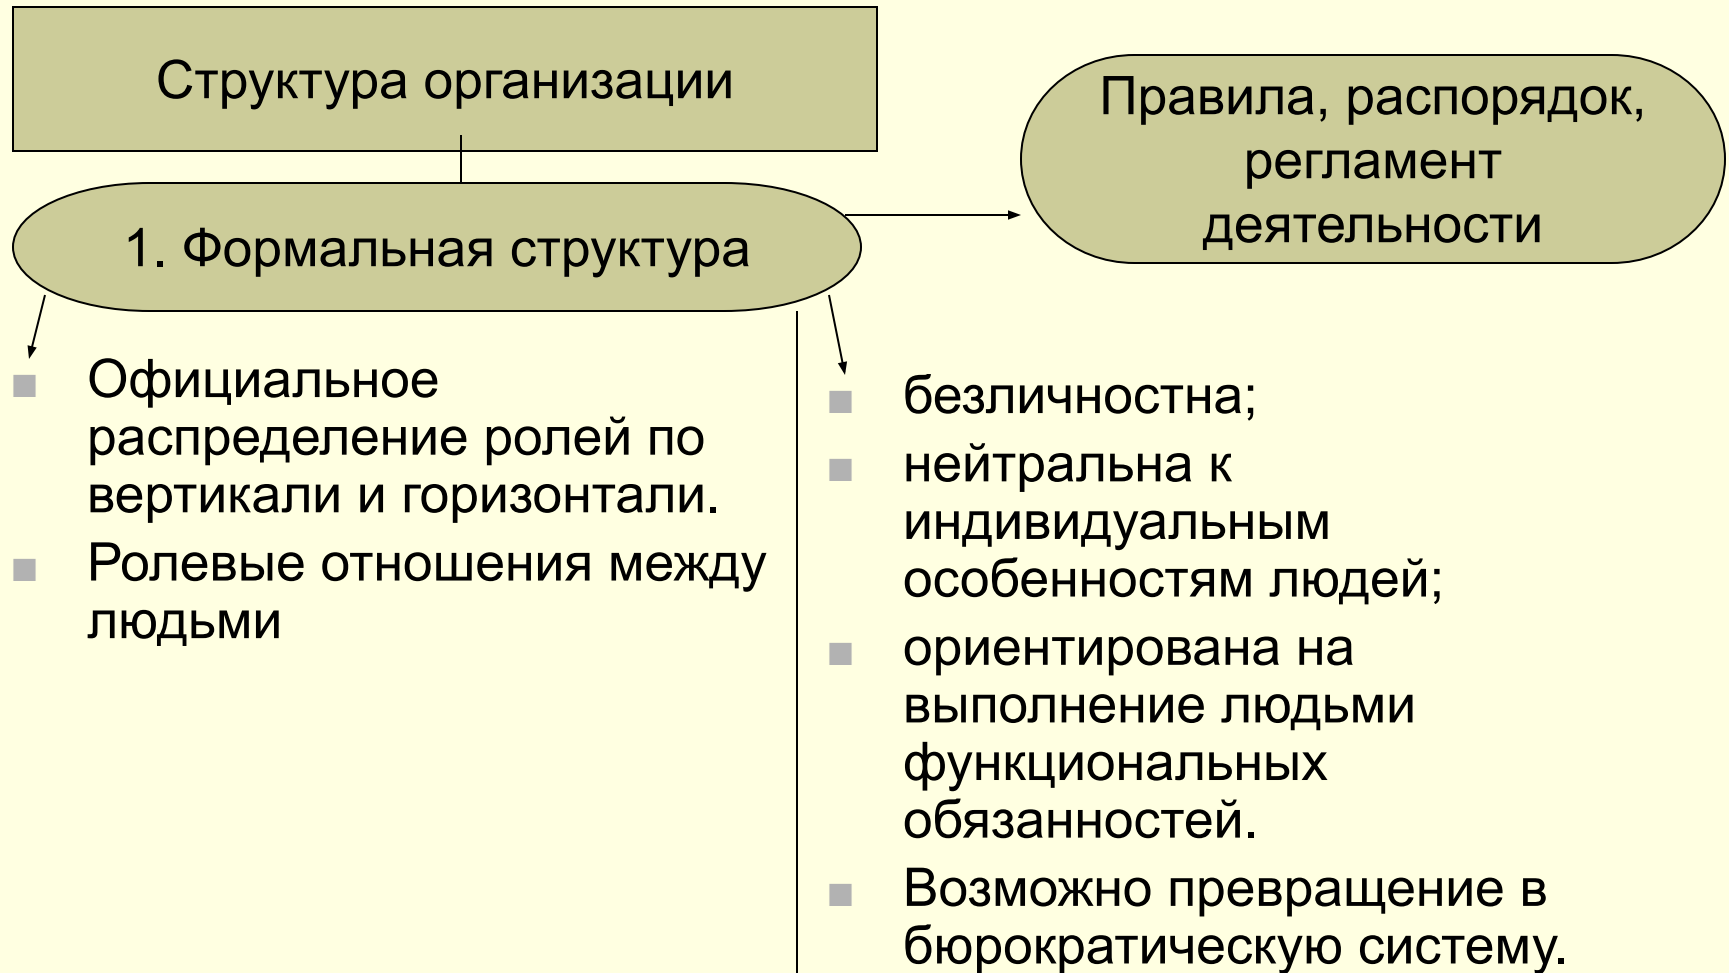 Структура организации
Правила, распорядок,
регламент
деятельности
1. Формальная структура
Официальное
распределение ролей по
вертикали и горизонтали.
Ролевые отношения между
людьми
безличностна;
нейтральна к
индивидуальным
особенностям людей;
ориентирована на
выполнение людьми
функциональных
обязанностей.
Возможно превращение в
бюрократическую систему.